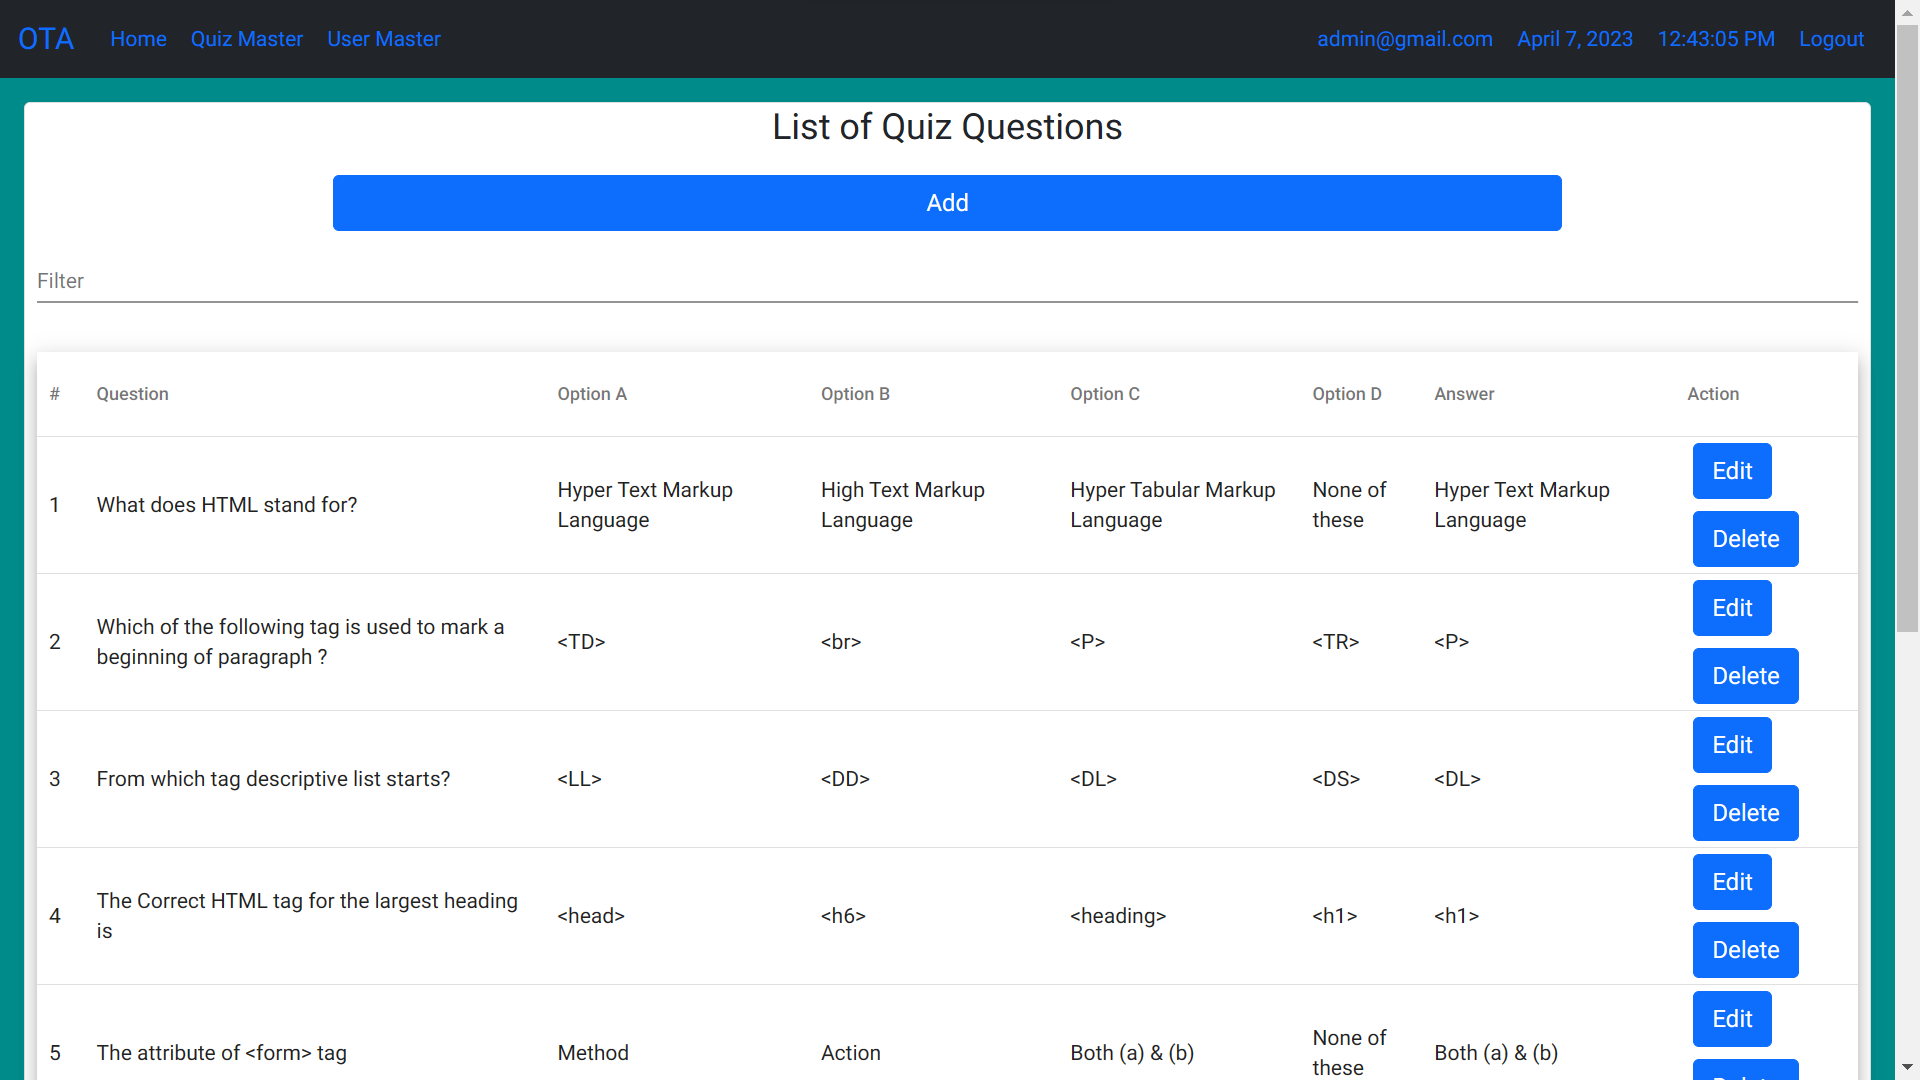 OTA Home Quiz Master User Master admin@gmail.com April 7, 2023 12:43:05 PM Logout
List of Quiz Questions
Add
Filter
# Question Option A Option B Option C Option D Answer Action
1 What does HTML stand for? Hyper Text Markup Language High Text Markup Language Hyper Tabular Markup Language None of these Hyper Text Markup Language Edit Delete
2 Which of the following tag is used to mark a beginning of paragraph ? <TD> <br> <P> <TR> <P> Edit Delete
3 From which tag descriptive list starts? <LL> <DD> <DL> <DS> <DL> Edit Delete
4 The Correct HTML tag for the largest heading is <head> <h6> <heading> <h1> <h1> Edit Delete
5 The attribute of <form> tag Method Action Both (a) & (b) None of these Both (a) & (b) Edit